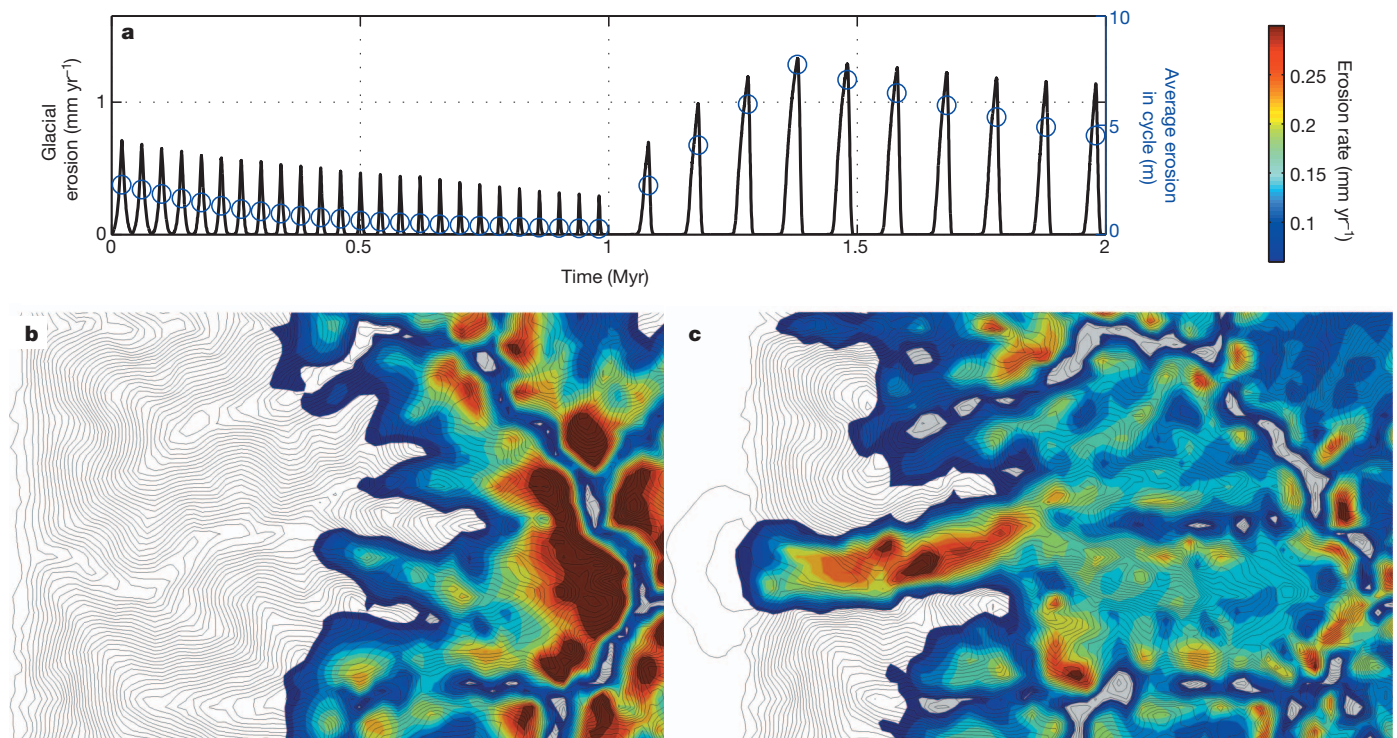 a
Glacial
erosion (mm yr⁻¹)
1
0
0
0.5
1
1.5
2
Time (Myr)
10
5
0
Average erosion
in cycle (m)
0.25
0.2
0.15
0.1
Erosion rate (mm yr⁻¹)
b
c